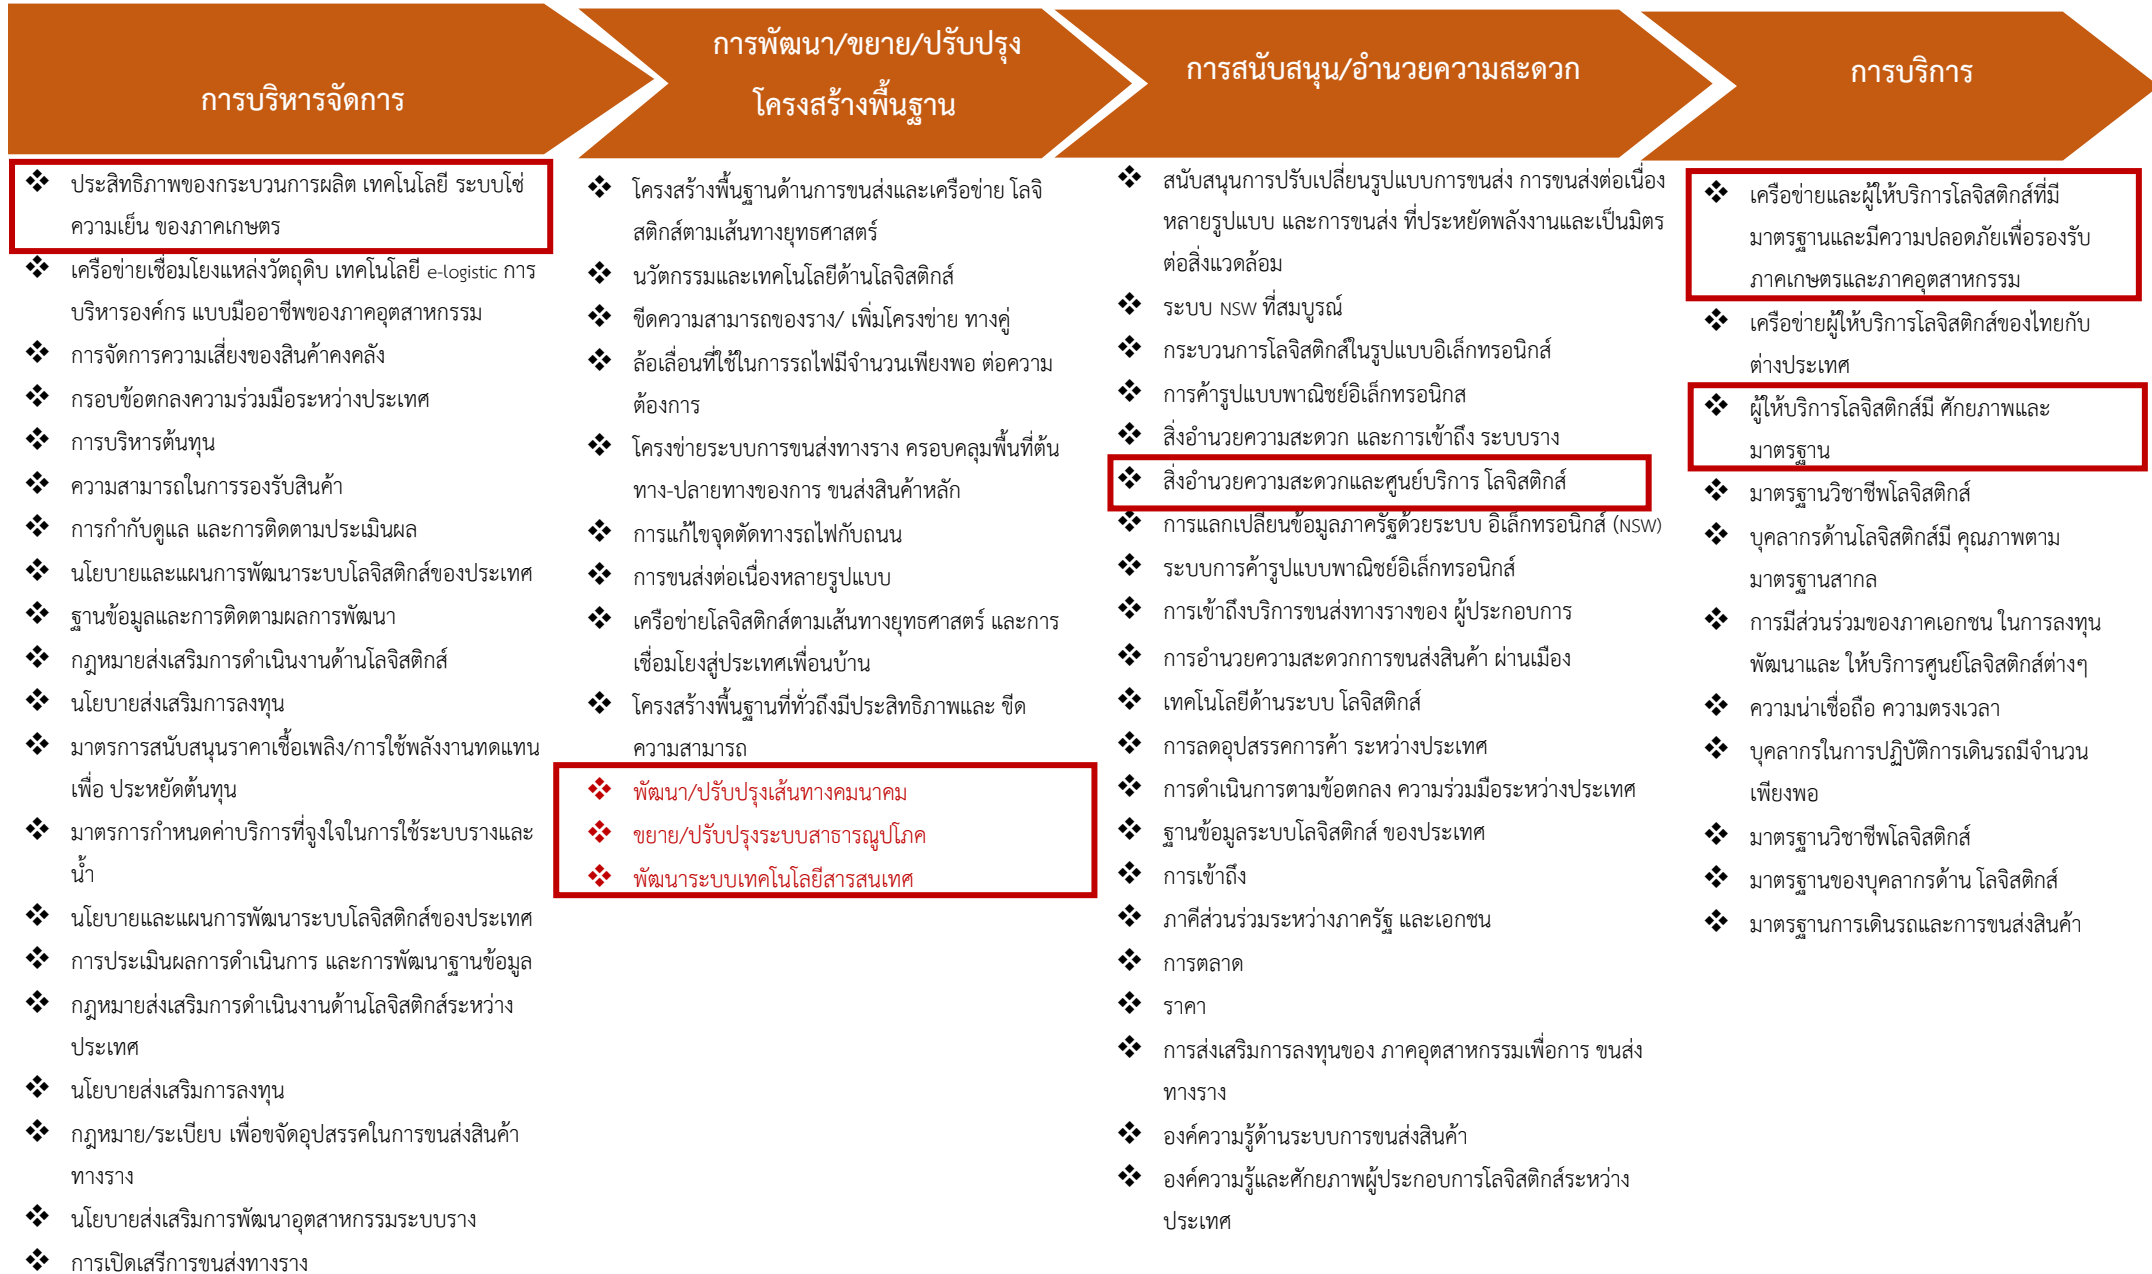 การบริหารจัดการ
ประสิทธิภาพของกระบวนการผลิต เทคโนโลยี ระบบโซ่
ความเย็น ของภาคเกษตร
เครือข่ายเชื่อมโยงแหล่งวัตถุดิบ เทคโนโลยี e-logistic การ
บริหารองค์กร แบบมืออาชีพของภาคอุตสาหกรรม
การจัดการความเสี่ยงของสินค้าคงคลัง
กรอบข้อตกลงความร่วมมือระหว่างประเทศ
การบริหารต้นทุน
ความสามารถในการรองรับสินค้า
การกำกับดูแล และการติดตามประเมินผล
นโยบายและแผนการพัฒนาระบบโลจิสติกส์ของประเทศ
ฐานข้อมูลและการติดตามผลการพัฒนา
กฎหมายส่งเสริมการดำเนินงานด้านโลจิสติกส์
นโยบายส่งเสริมการลงทุน
มาตรการสนับสนุนราคาเชื้อเพลิง/การใช้พลังงานทดแทน
เพื่อ ประหยัดต้นทุน
มาตรการกำหนดค่าบริการที่จูงใจในการใช้ระบบรางและ
น้ำ
นโยบายและแผนการพัฒนาระบบโลจิสติกส์ของประเทศ
การประเมินผลการดำเนินการ และการพัฒนาฐานข้อมูล
กฎหมายส่งเสริมการดำเนินงานด้านโลจิสติกส์ระหว่าง
ประเทศ
นโยบายส่งเสริมการลงทุน
กฎหมาย/ระเบียบ เพื่อขจัดอุปสรรคในการขนส่งสินค้า
ทางราง
นโยบายส่งเสริมการพัฒนาอุตสาหกรรมระบบราง
การเปิดเสรีการขนส่งทางราง
การพัฒนา/ขยาย/ปรับปรุง
โครงสร้างพื้นฐาน
โครงสร้างพื้นฐานด้านการขนส่งและเครือข่าย โลจิ
สติกส์ตามเส้นทางยุทธศาสตร์
นวัตกรรมและเทคโนโลยีด้านโลจิสติกส์
ขีดความสามารถของราง/ เพิ่มโครงข่าย ทางคู่
ล้อเลื่อนที่ใช้ในการรถไฟมีจำนวนเพียงพอ ต่อความ
ต้องการ
โครงข่ายระบบการขนส่งทางราง ครอบคลุมพื้นที่ต้น
ทาง-ปลายทางของการ ขนส่งสินค้าหลัก
การแก้ไขจุดตัดทางรถไฟกับถนน
การขนส่งต่อเนื่องหลายรูปแบบ
เครือข่ายโลจิสติกส์ตามเส้นทางยุทธศาสตร์ และการ
เชื่อมโยงสู่ประเทศเพื่อนบ้าน
โครงสร้างพื้นฐานที่ทั่วถึงมีประสิทธิภาพและ ขีด
ความสามารถ
พัฒนา/ปรับปรุงเส้นทางคมนาคม
ขยาย/ปรับปรุงระบบสาธารณูปโภค
พัฒนาระบบเทคโนโลยีสารสนเทศ
การสนับสนุน/อำนวยความสะดวก
สนับสนุนการปรับเปลี่ยนรูปแบบการขนส่ง การขนส่งต่อเนื่อง
หลายรูปแบบ และการขนส่ง ที่ประหยัดพลังงานและเป็นมิตร
ต่อสิ่งแวดล้อม
ระบบ NSW ที่สมบูรณ์
กระบวนการโลจิสติกส์ในรูปแบบอิเล็กทรอนิกส์
การค้ารูปแบบพาณิชย์อิเล็กทรอนิกส
สิ่งอำนวยความสะดวก และการเข้าถึง ระบบราง
สิ่งอำนวยความสะดวกและศูนย์บริการ โลจิสติกส์
การแลกเปลี่ยนข้อมูลภาครัฐด้วยระบบ อิเล็กทรอนิกส์ (NSW)
ระบบการค้ารูปแบบพาณิชย์อิเล็กทรอนิกส์
การเข้าถึงบริการขนส่งทางรางของ ผู้ประกอบการ
การอำนวยความสะดวกการขนส่งสินค้า ผ่านเมือง
เทคโนโลยีด้านระบบ โลจิสติกส์
การลดอุปสรรคการค้า ระหว่างประเทศ
การดำเนินการตามข้อตกลง ความร่วมมือระหว่างประเทศ
ฐานข้อมูลระบบโลจิสติกส์ ของประเทศ
การเข้าถึง
ภาคีส่วนร่วมระหว่างภาครัฐ และเอกชน
การตลาด
ราคา
การส่งเสริมการลงทุนของ ภาคอุตสาหกรรมเพื่อการ ขนส่ง
ทางราง
องค์ความรู้ด้านระบบการขนส่งสินค้า
องค์ความรู้และศักยภาพผู้ประกอบการโลจิสติกส์ระหว่าง
ประเทศ
การบริการ
เครือข่ายและผู้ให้บริการโลจิสติกส์ที่มี
มาตรฐานและมีความปลอดภัยเพื่อรองรับ
ภาคเกษตรและภาคอุตสาหกรรม
เครือข่ายผู้ให้บริการโลจิสติกส์ของไทยกับ
ต่างประเทศ
ผู้ให้บริการโลจิสติกส์มี ศักยภาพและ
มาตรฐาน
มาตรฐานวิชาชีพโลจิสติกส์
บุคลากรด้านโลจิสติกส์มี คุณภาพตาม
มาตรฐานสากล
การมีส่วนร่วมของภาคเอกชน ในการลงทุน
พัฒนาและ ให้บริการศูนย์โลจิสติกส์ต่างๆ
ความน่าเชื่อถือ ความตรงเวลา
บุคลากรในการปฏิบัติการเดินรถมีจำนวน
เพียงพอ
มาตรฐานวิชาชีพโลจิสติกส์
มาตรฐานของบุคลากรด้าน โลจิสติกส์
มาตรฐานการเดินรถและการขนส่งสินค้า